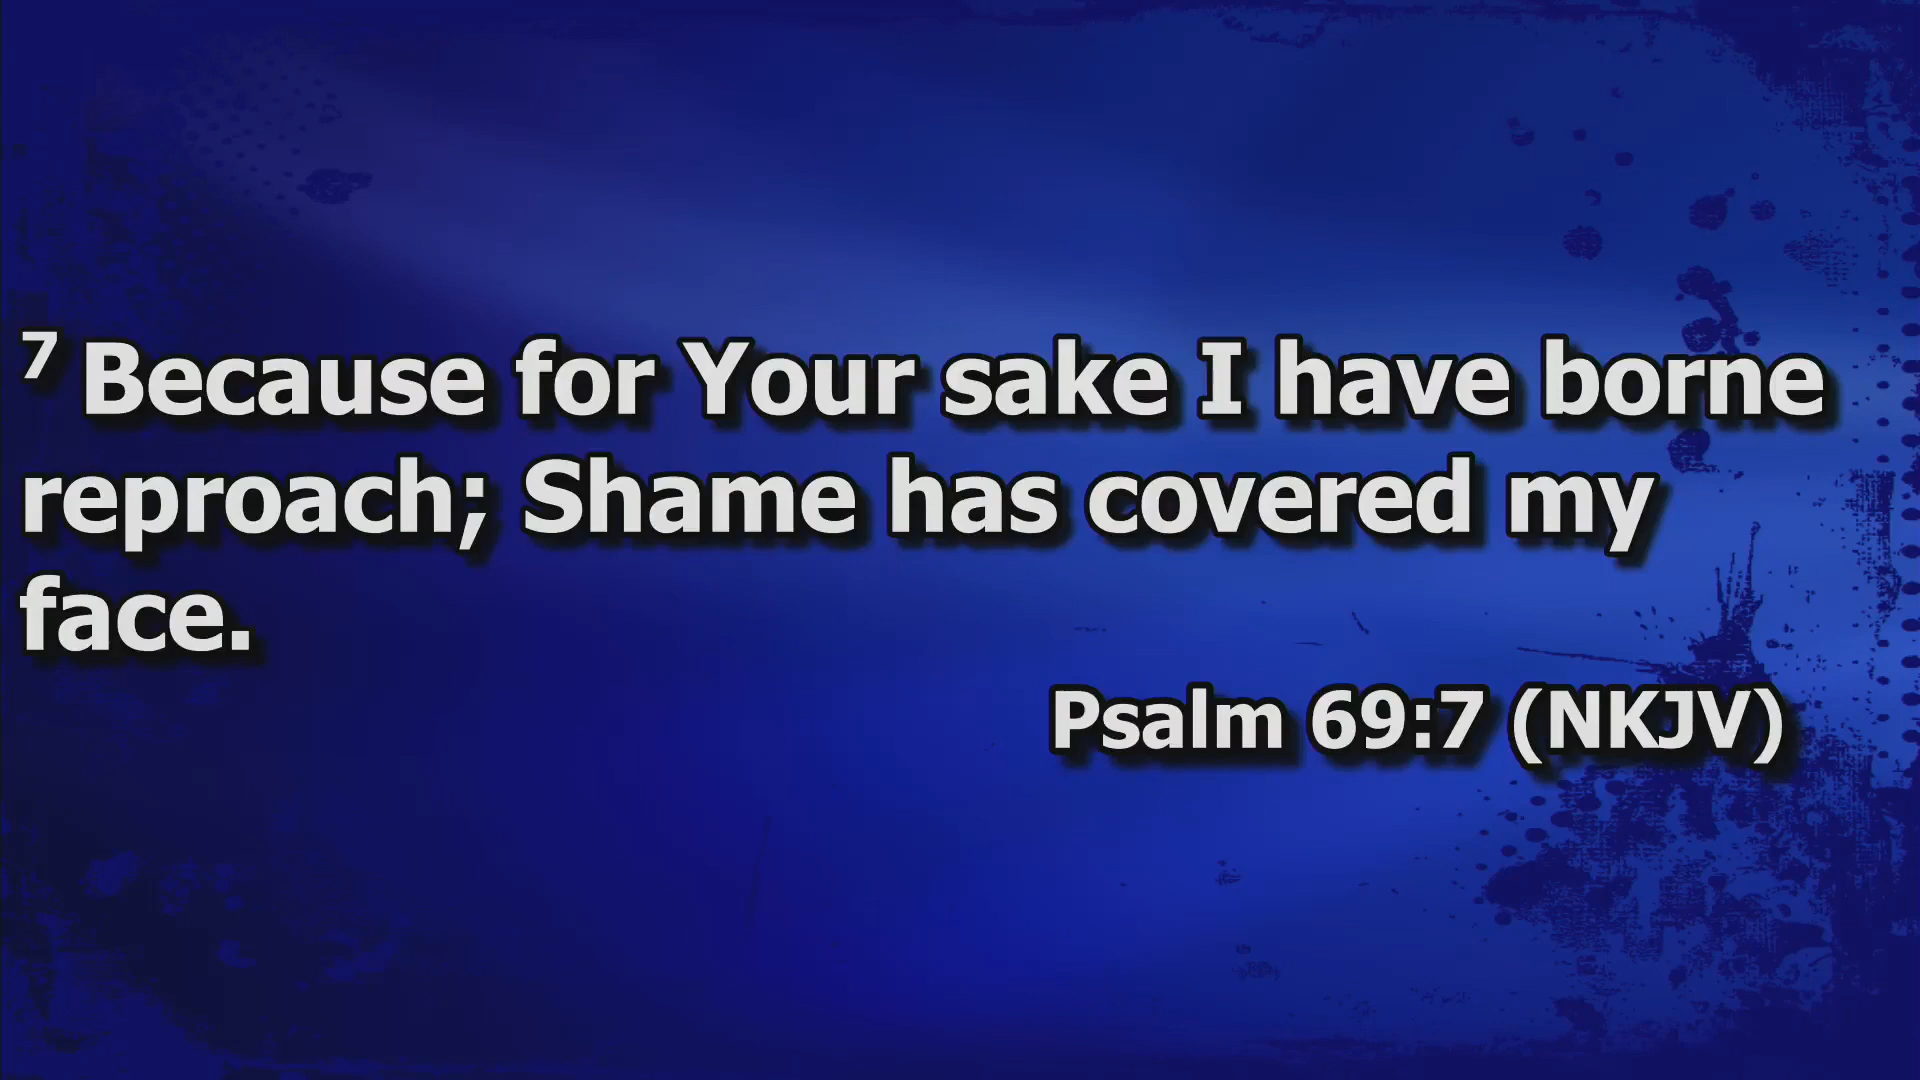 7 Because for Your sake I have borne
reproach; Shame has covered my
face.
Psalm 69:7 (NKJV)